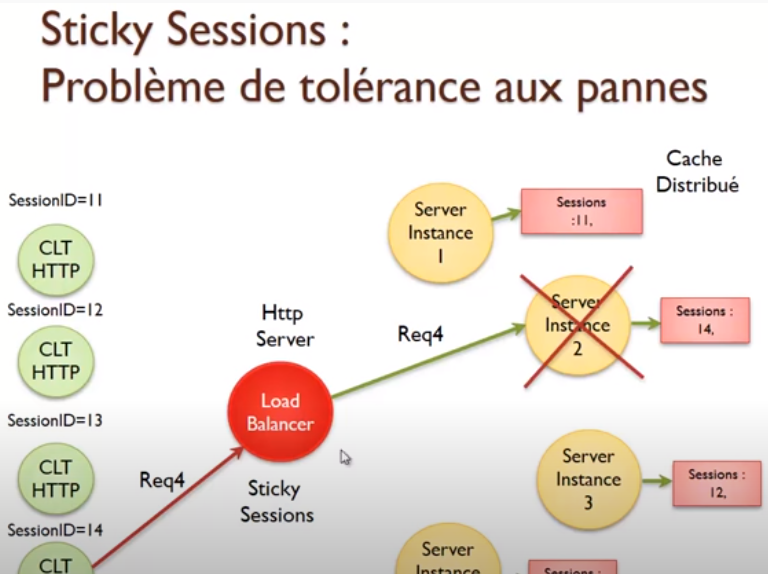 Sticky Sessions :
Problème de tolérance aux pannes
Cache
Distribué
SessionID=11
CLT
HTTP
Server
Instance
1
Sessions
:11,
SessionID=12
CLT
HTTP
Http
Server
Req4
Server
Instance
2
Sessions :
14,
Load
Balancer
SessionID=13
CLT
HTTP
Req4
Sticky
Sessions
Server
Instance
3
Sessions :
12,
SessionID=14
CLT
Server
Instance
Sessions :